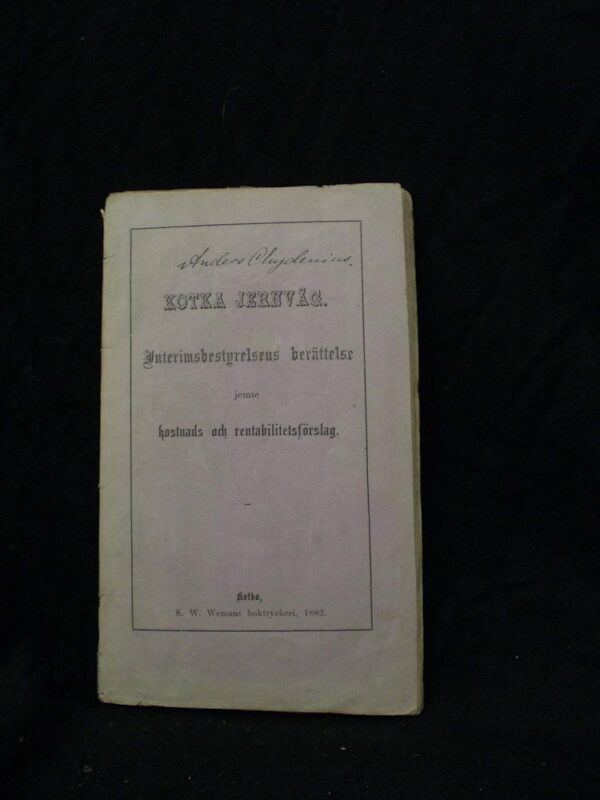 Anders Chydenius.
KOTKA JERNVÄG.
Interimsbestyrelsens berättelse
jemte
kostnads och rentabilitetsförslag.
Kotka,
K. W. Wemans boktryckeri, 1882.